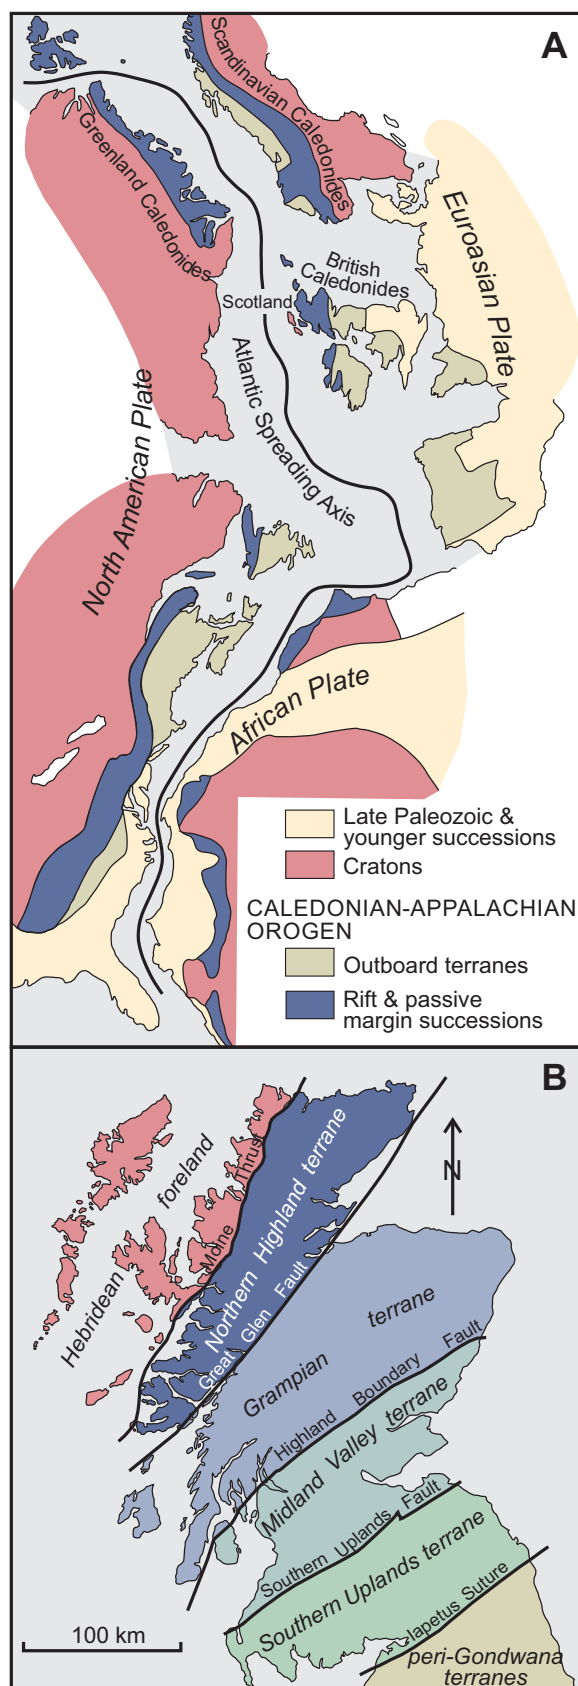 A
Scandinavian Caledonides
Greenland Caledonides
Euroasian Plate
British
Caledonides
Scotland
Atlantic Spreading Axis
North American Plate
African Plate
Late Paleozoic &
younger successions
Cratons
CALEDONIAN-APPALACHIAN
OROGEN
Outboard terranes
Rift & passive
margin successions
B
N
Hebridean foreland
Moine Thrust
Northern Highland terrane
Great Glen Fault
Grampian terrane
Highland Boundary Fault
Midland Valley terrane
Southern Uplands Fault
Southern Uplands terrane
Iapetus Suture
peri-Gondwana
terranes
100 km